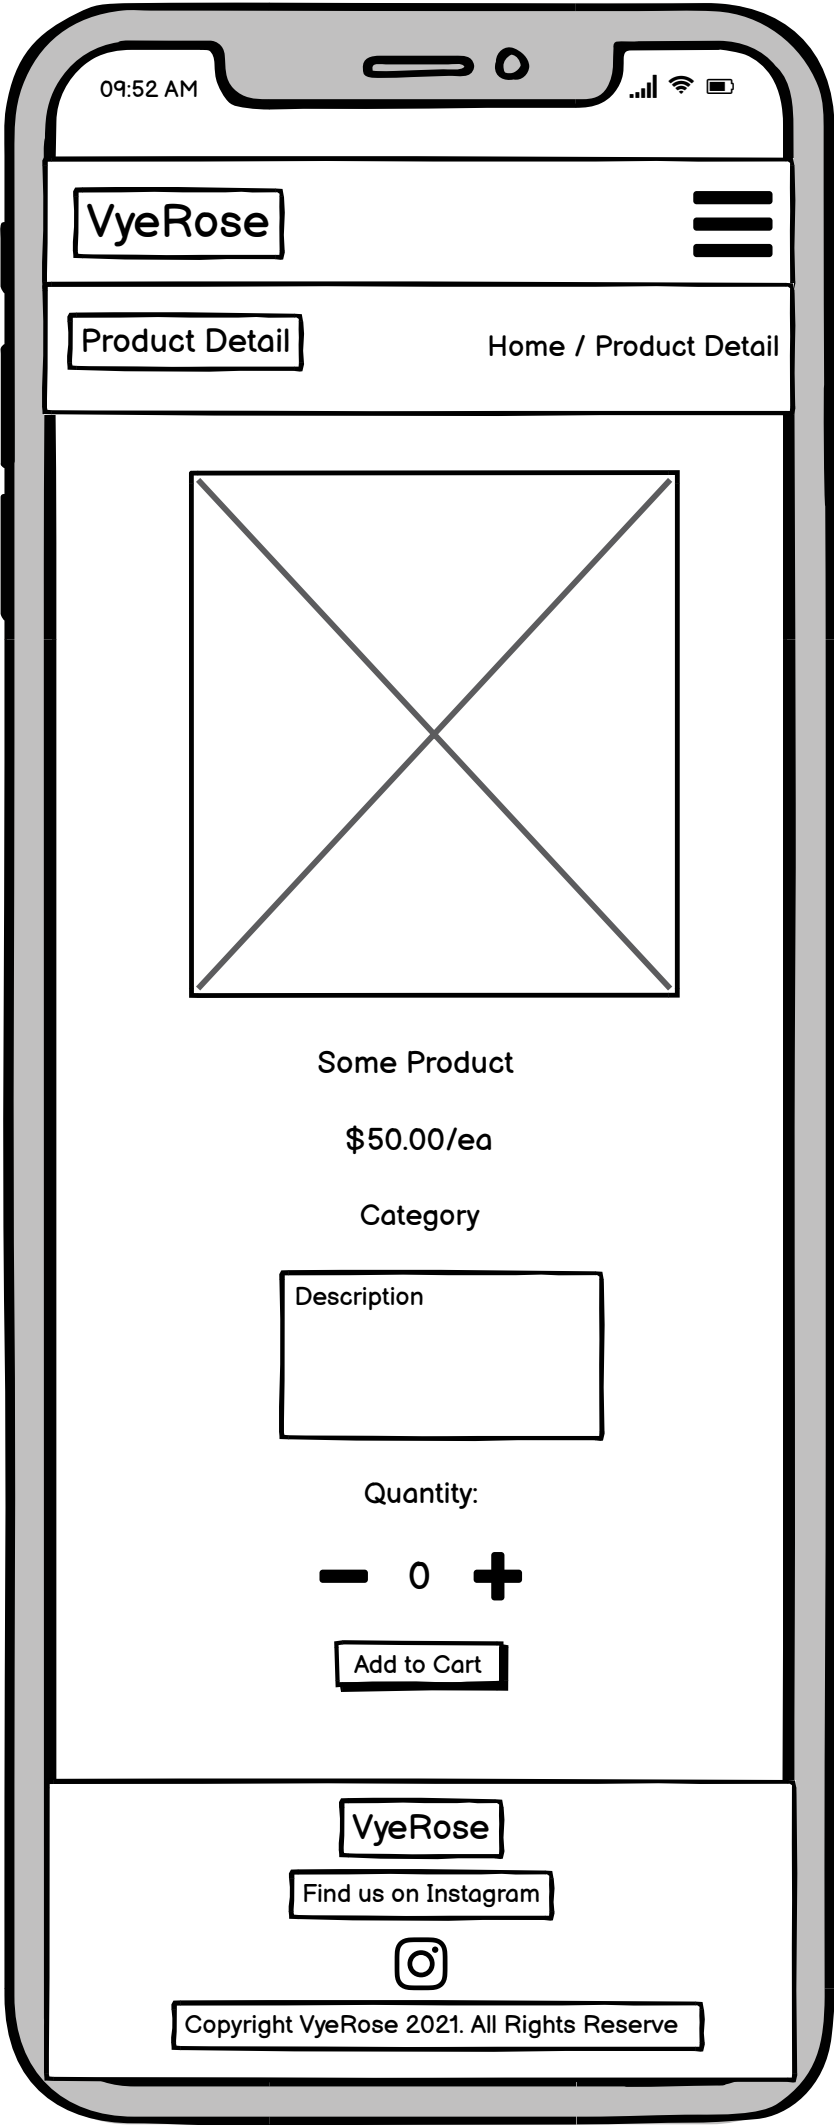 09:52 AM
VyeRose
Product Detail
Home / Product Detail
Some Product
$50.00/ea
Category
Description
Quantity:
0
Add to Cart
VyeRose
Find us on Instagram
Copyright VyeRose 2021. All Rights Reserve